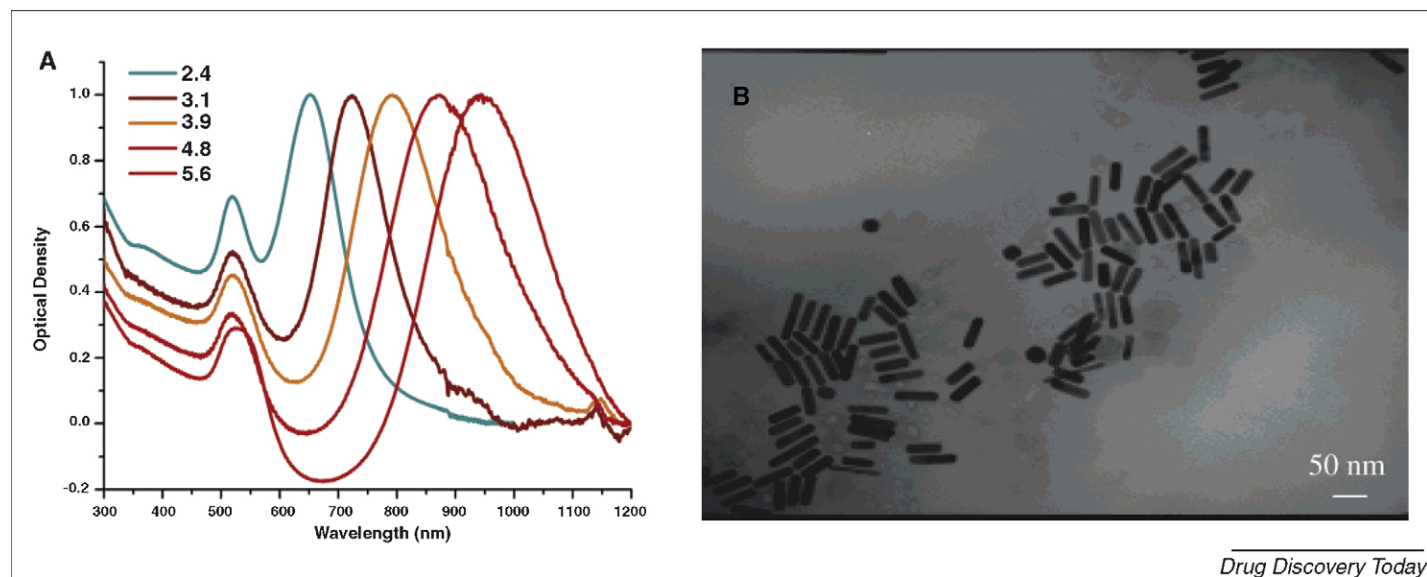 A
2.4
3.1
3.9
4.8
5.6
1.0
0.8
0.6
0.4
0.2
0.0
-0.2
Optical Density
300 400 500 600 700 800 900 1000 1100 1200
Wavelength (nm)
B
50 nm
Drug Discovery Today